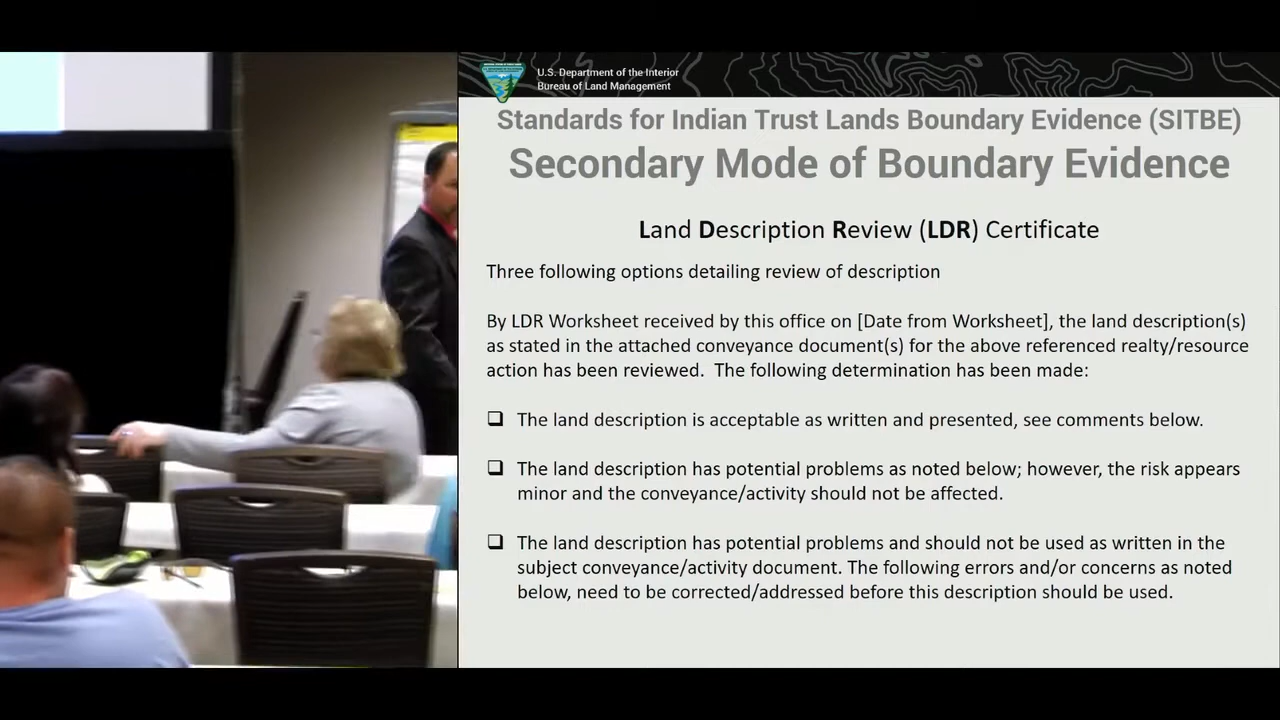 U.S. Department of the Interior
Bureau of Land Management
Standards for Indian Trust Lands Boundary Evidence (SITBE)
Secondary Mode of Boundary Evidence
Land Description Review (LDR) Certificate
Three following options detailing review of description
By LDR Worksheet received by this office on [Date from Worksheet], the land description(s)
as stated in the attached conveyance document(s) for the above referenced realty/resource
action has been reviewed.  The following determination has been made:
❑ The land description is acceptable as written and presented, see comments below.
❑ The land description has potential problems as noted below; however, the risk appears
minor and the conveyance/activity should not be affected.
❑ The land description has potential problems and should not be used as written in the
subject conveyance/activity document. The following errors and/or concerns as noted
below, need to be corrected/addressed before this description should be used.